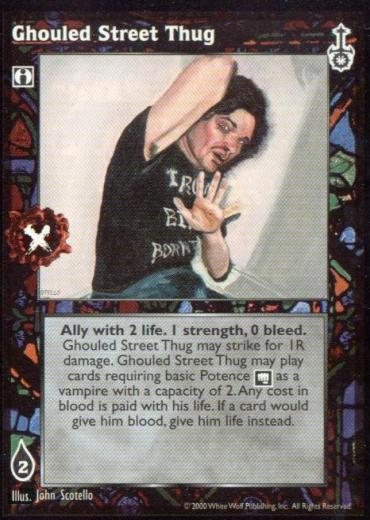 Ghouled Street Thug
Ally with 2 life. 1 strength, 0 bleed.
Ghouled Street Thug may strike for 1R
damage. Ghouled Street Thug may play
cards requiring basic Potence as a
vampire with a capacity of 2. Any cost in
blood is paid with his life. If a card would
give him blood, give him life instead.
2
Illus. John Scotello
© 2000 White Wolf Publishing, Inc. All Rights Reserved.